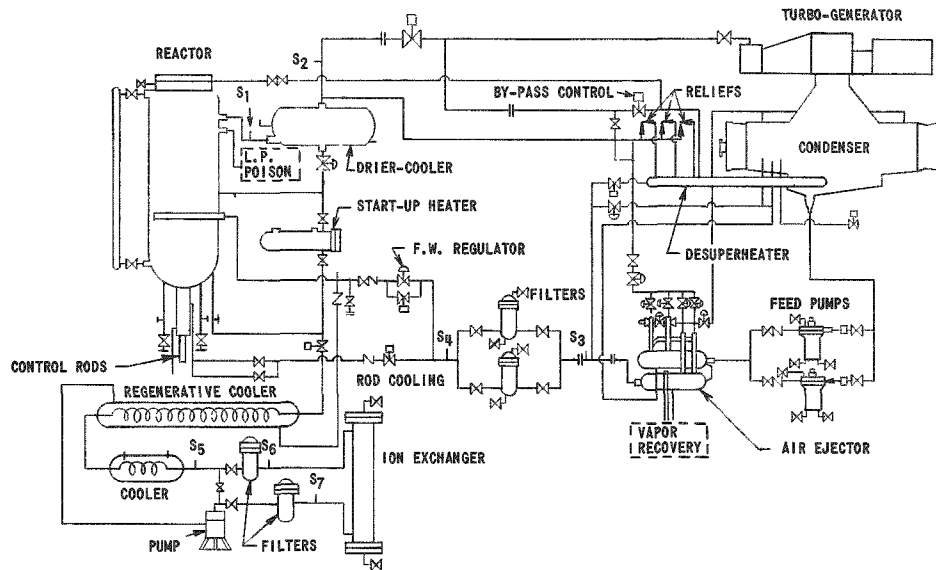 TURBO-GENERATOR
REACTOR
S2
BY-PASS CONTROL
RELIEFS
S1
L.P.
POISON
DRIER-COOLER
CONDENSER
START-UP HEATER
DESUPERHEATER
F.W. REGULATOR
FILTERS
FEED PUMPS
S4
S3
CONTROL RODS
ROD COOLING
REGENERATIVE COOLER
VAPOR
RECOVERY
AIR EJECTOR
S5
S6
ION EXCHANGER
S7
COOLER
PUMP
FILTERS